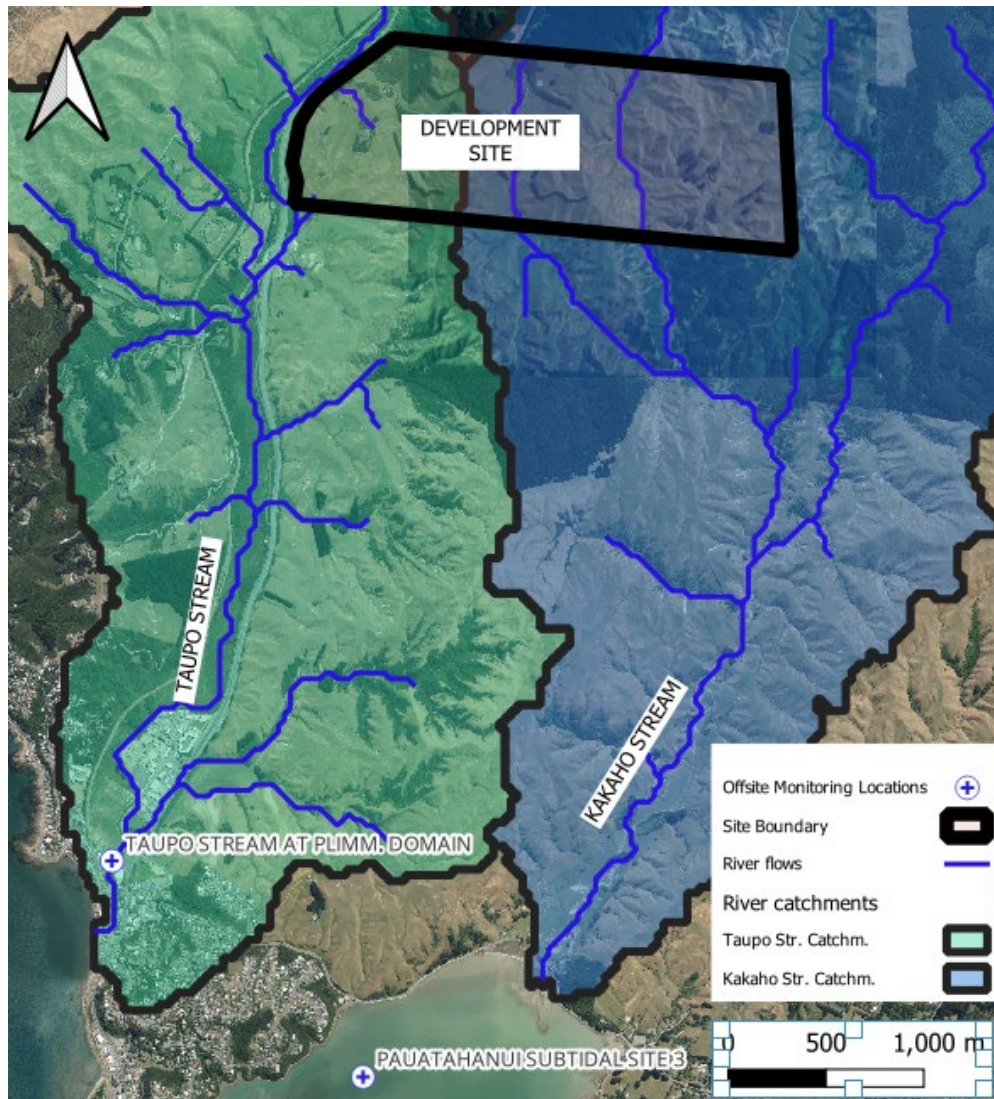 DEVELOPMENT
SITE
TAUPO STREAM
KAKAHO STREAM
TAUPO STREAM AT PLIMM. DOMAIN
PAUATAHANUI SUBTIDAL SITE 3
Offsite Monitoring Locations
Site Boundary
River flows
River catchments
Taupo Str. Catchm.
Kakaho Str. Catchm.
0 500 1,000 m